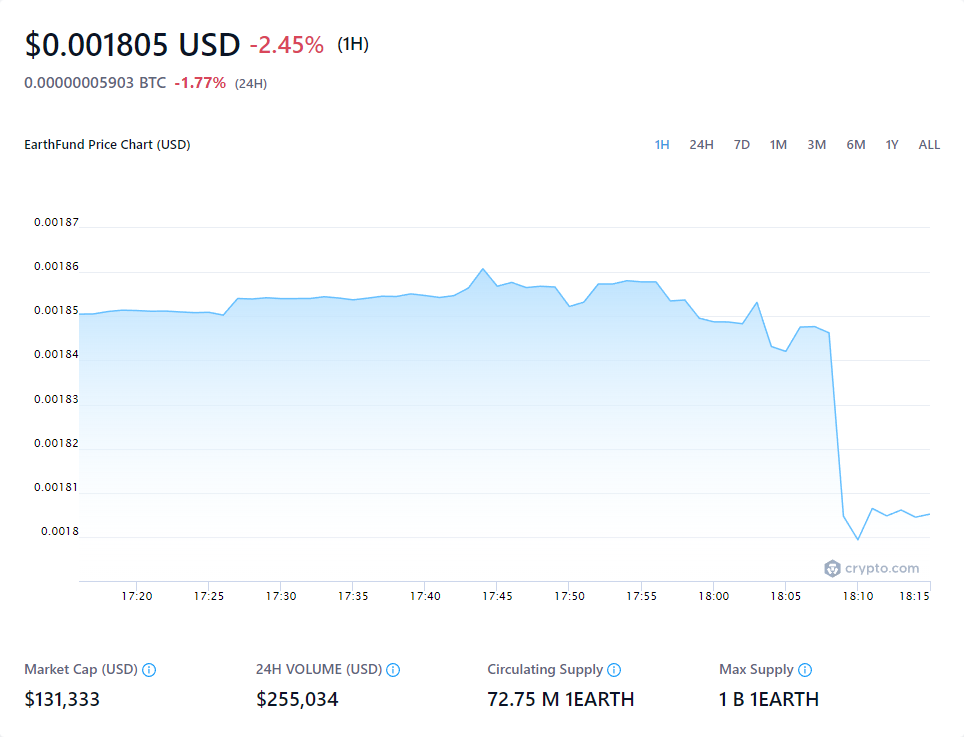 $0.001805 USD -2.45% (1H)
0.00000005903 BTC -1.77% (24H)
EarthFund Price Chart (USD) 1H 24H 7D 1M 3M 6M 1Y ALL
0.00187
0.00186
0.00185
0.00184
0.00183
0.00182
0.00181
0.0018
crypto.com
17:20 17:25 17:30 17:35 17:40 17:45 17:50 17:55 18:00 18:05 18:10 18:15
Market Cap (USD) 24H VOLUME (USD) Circulating Supply Max Supply
$131,333 $255,034 72.75 M 1EARTH 1 B 1EARTH